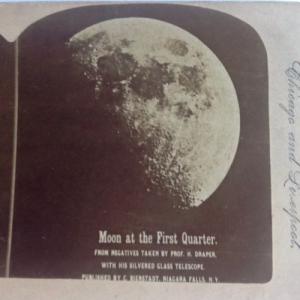 Moon at the First Quarter.
FROM NEGATIVES TAKEN BY PROF. H. DRAPER,
WITH HIS SILVERED GLASS TELESCOPE.
PUBLISHED BY C. BIERSTADT, NIAGARA FALLS, N.Y.
Chicago and Liverpool